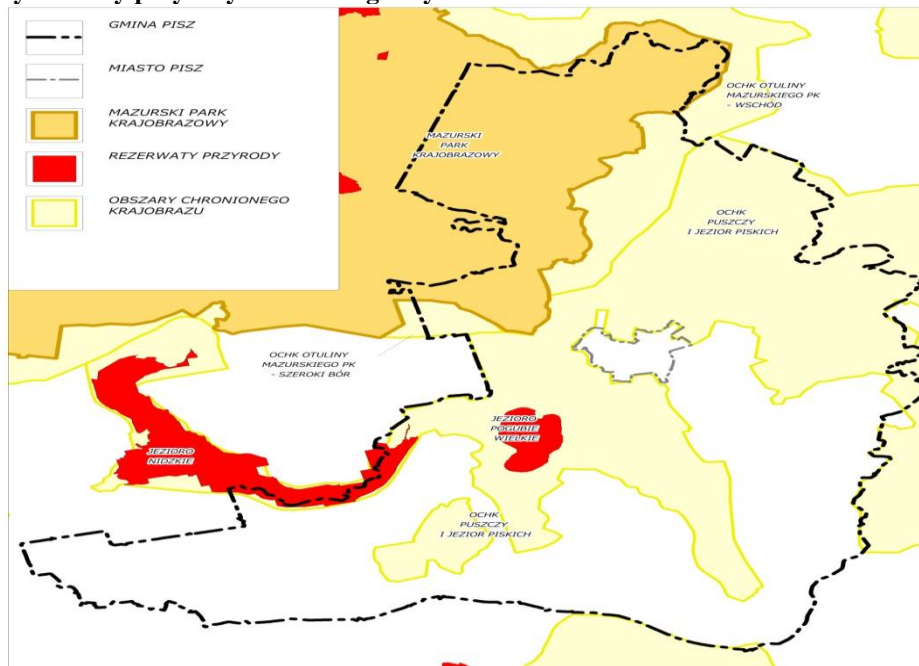 GMINA PISZ
MIASTO PISZ
MAZURSKI PARK
KRAJOBRAZOWY
REZERWATY PRZYRODY
OBSZARY CHRONIONEGO
KRAJOBRAZU
OCHK OTULINY
MAZURSKIEGO PK
- WSCHÓD
MAZURSKI
PARK
KRAJOBRAZOWY
OCHK
PUSZCZY
I JEZIOR PISKICH
OCHK OTULINY
MAZURSKIEGO PK
- SZEROKI BÓR
JEZIORO
POGUBIE
WIELKIE
JEZIORO
NIDZKIE
OCHK
PUSZCZY
I JEZIOR PISKICH